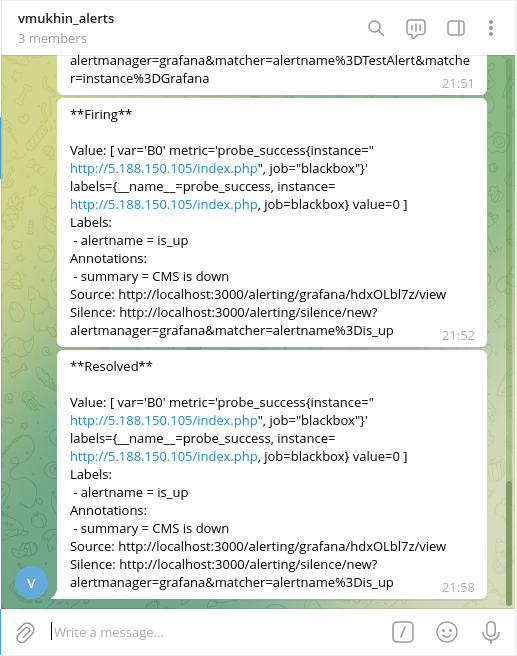 vmukhin_alerts
3 members
alertmanager=grafana&matcher=alertname%3DTestAlert&matche
r=instance%3DGrafana
21:51
**Firing**
Value: [ var='B0' metric='probe_success{instance="
http://5.188.150.105/index.php", job="blackbox"}'
labels={__name__=probe_success, instance=
http://5.188.150.105/index.php, job=blackbox} value=0 ]
Labels:
- alertname = is_up
Annotations:
- summary = CMS is down
Source: http://localhost:3000/alerting/grafana/hdxOLbl7z/view
Silence: http://localhost:3000/alerting/silence/new?
alertmanager=grafana&matcher=alertname%3Dis_up
21:52
**Resolved**
Value: [ var='B0' metric='probe_success{instance="
http://5.188.150.105/index.php", job="blackbox"}'
labels={__name__=probe_success, instance=
http://5.188.150.105/index.php, job=blackbox} value=0 ]
Labels:
- alertname = is_up
Annotations:
- summary = CMS is down
Source: http://localhost:3000/alerting/grafana/hdxOLbl7z/view
Silence: http://localhost:3000/alerting/silence/new?
alertmanager=grafana&matcher=alertname%3Dis_up
21:58
V
Write a message...